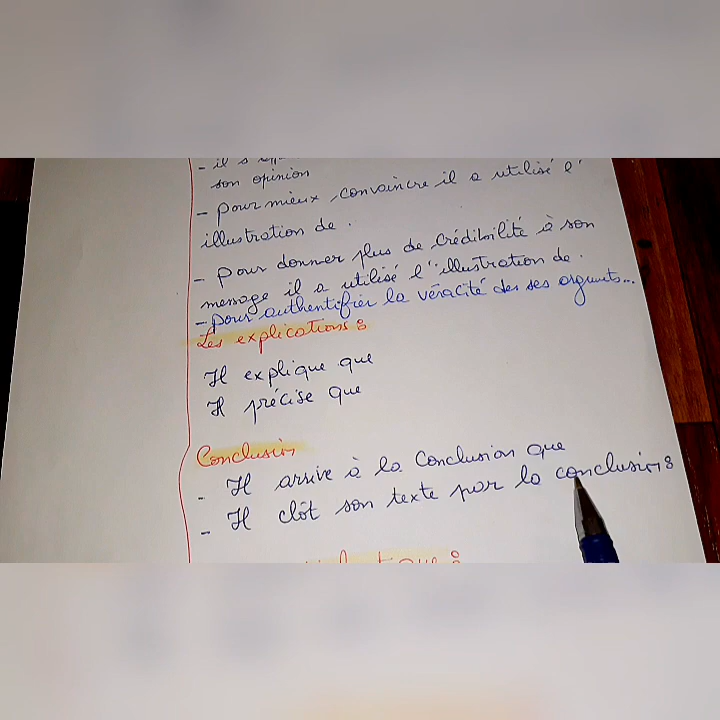 - il s
son opinion
- pour mieux convaincre il a utilisé l'
illustration de .
- pour donner plus de crédibilité à son
message il a utilisé l'illustration de .
- pour authentifier la véracité des ses argumts...
Les explications :
Il explique que
Il précise que
Conclusion
- Il arrive à la Conclusion que
- Il clôt son texte par la conclusion :